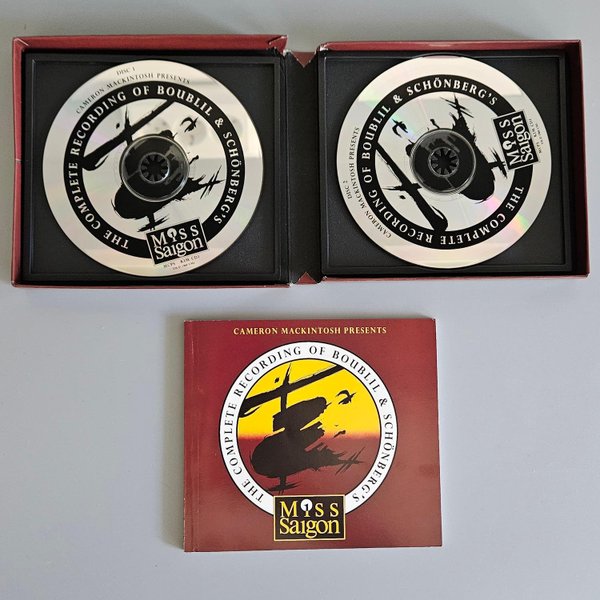 DISC 1
CAMERON MACKINTOSH PRESENTS
THE COMPLETE RECORDING OF BOUBLIL & SCHÖNBERG'S
Miss
Saigon
DISC 2
CAMERON MACKINTOSH PRESENTS
THE COMPLETE RECORDING OF BOUBLIL & SCHÖNBERG'S
Miss
Saigon
CAMERON MACKINTOSH PRESENTS
THE COMPLETE RECORDING OF BOUBLIL & SCHÖNBERG'S
Miss
Saigon